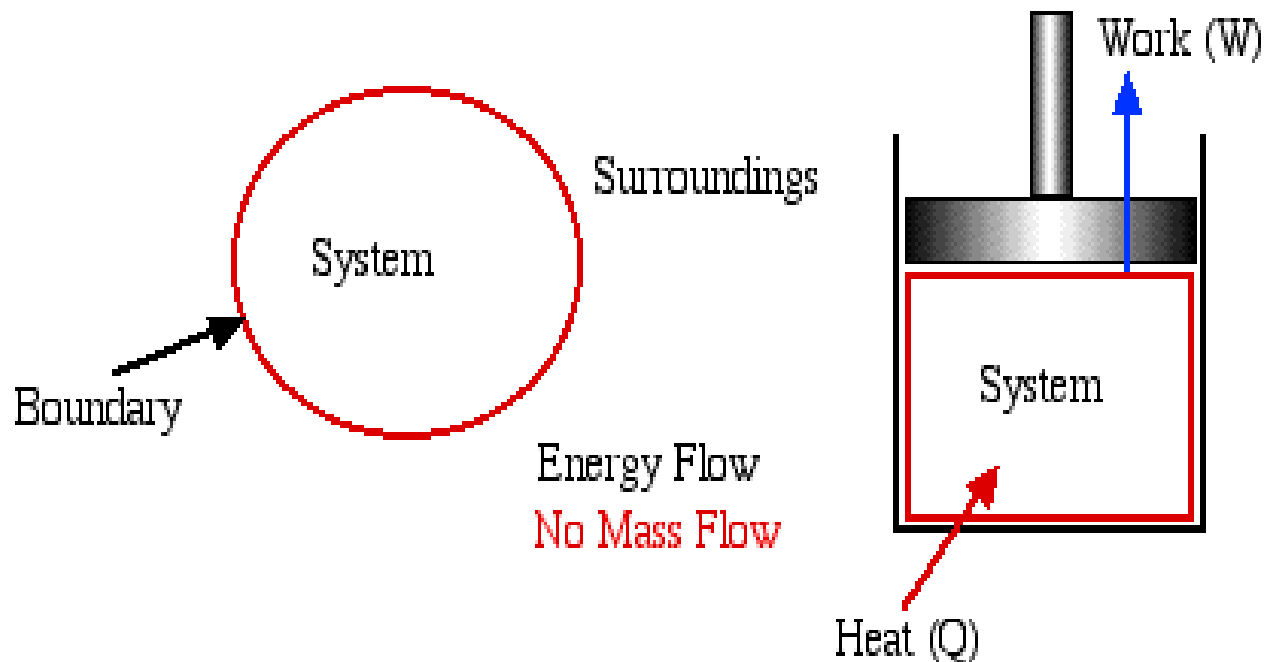 Work (W)
Surroundings
System
Boundary
Energy Flow
No Mass Flow
System
Heat (Q)